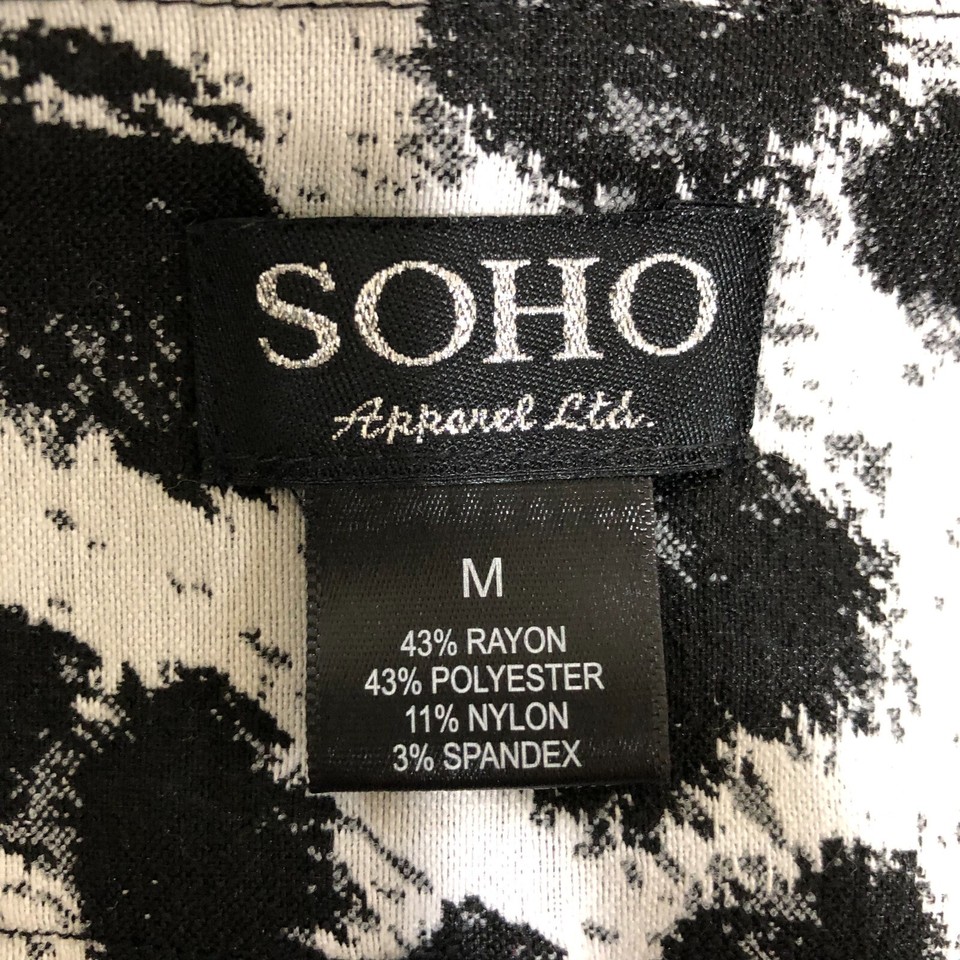 SOHO
Apparel Ltd.
M
43% RAYON
43% POLYESTER
11% NYLON
3% SPANDEX